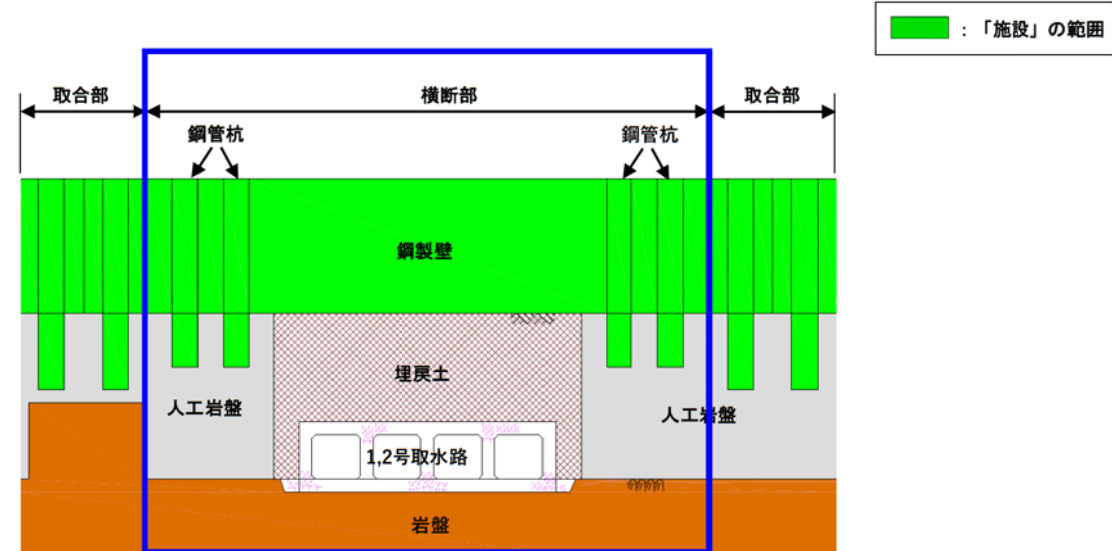 ：「施設」の範囲
取合部
横断部
取合部
鋼管杭
鋼管杭
鋼製壁
埋戻土
人工岩盤
人工岩盤
1,2号取水路
岩盤